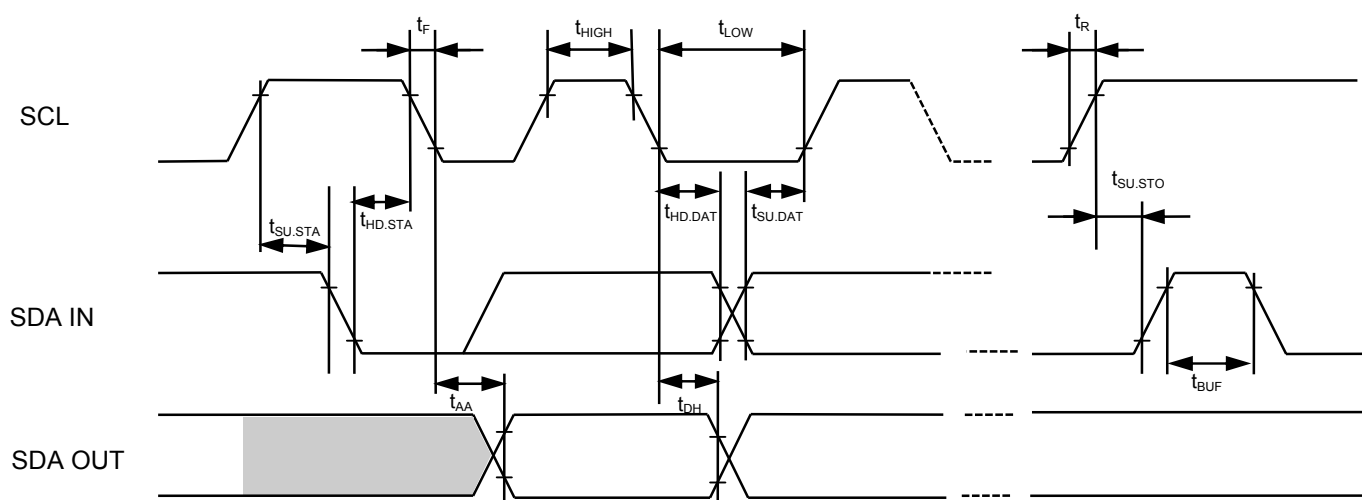 tF
tHIGH
tLOW
tR
SCL
tSU.STA
tHD.STA
tHD.DAT
tSU.DAT
tSU.STO
SDA IN
tBUF
tAA
tDH
SDA OUT